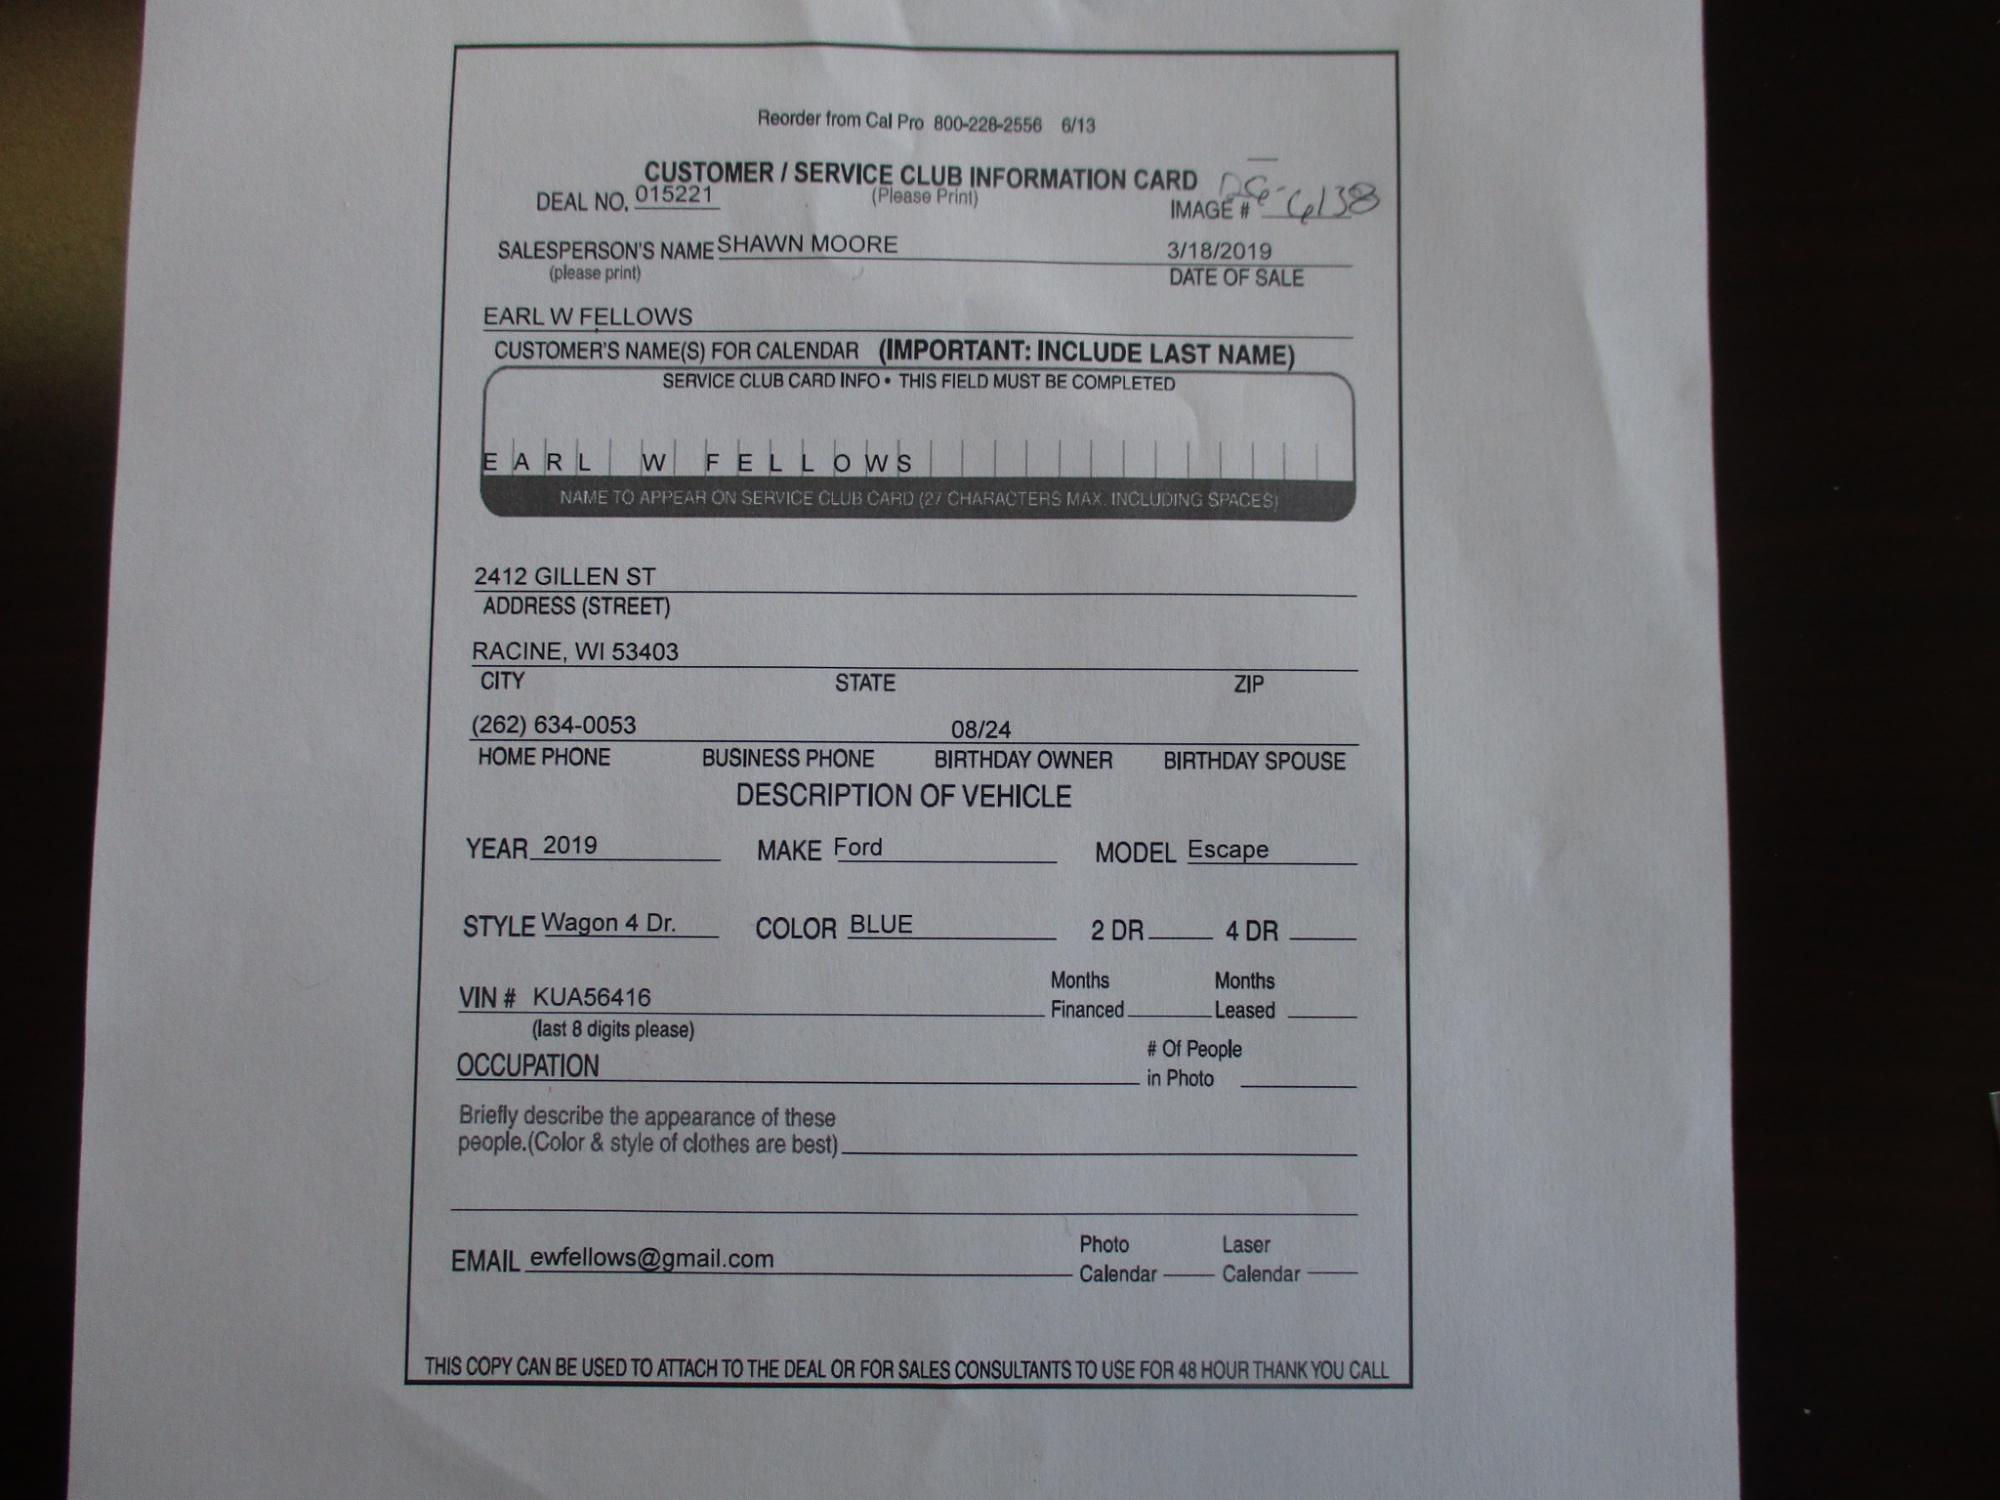 Reorder from Cal Pro 800-228-2556 6/13
CUSTOMER / SERVICE CLUB INFORMATION CARD
DEAL NO. 015221 (Please Print) IMAGE # 6138
SALESPERSON'S NAME SHAWN MOORE 3/18/2019
(please print) DATE OF SALE
EARL W FELLOWS
CUSTOMER'S NAME(S) FOR CALENDAR (IMPORTANT: INCLUDE LAST NAME)
SERVICE CLUB CARD INFO • THIS FIELD MUST BE COMPLETED
EARL W FELLOWS
NAME TO APPEAR ON SERVICE CLUB CARD (27 CHARACTERS MAX. INCLUDING SPACES)
2412 GILLEN ST
ADDRESS (STREET)
RACINE, WI 53403
CITY STATE ZIP
(262) 634-0053 08/24
HOME PHONE BUSINESS PHONE BIRTHDAY OWNER BIRTHDAY SPOUSE
DESCRIPTION OF VEHICLE
YEAR 2019 MAKE Ford MODEL Escape
STYLE Wagon 4 Dr. COLOR BLUE 2 DR 4 DR
Months Months
VIN # KUA56416 Financed Leased
(last 8 digits please)
OCCUPATION # Of People
in Photo
Briefly describe the appearance of these
people.(Color & style of clothes are best)
Photo Laser
EMAIL ewfellows@gmail.com Calendar Calendar
THIS COPY CAN BE USED TO ATTACH TO THE DEAL OR FOR SALES CONSULTANTS TO USE FOR 48 HOUR THANK YOU CALL